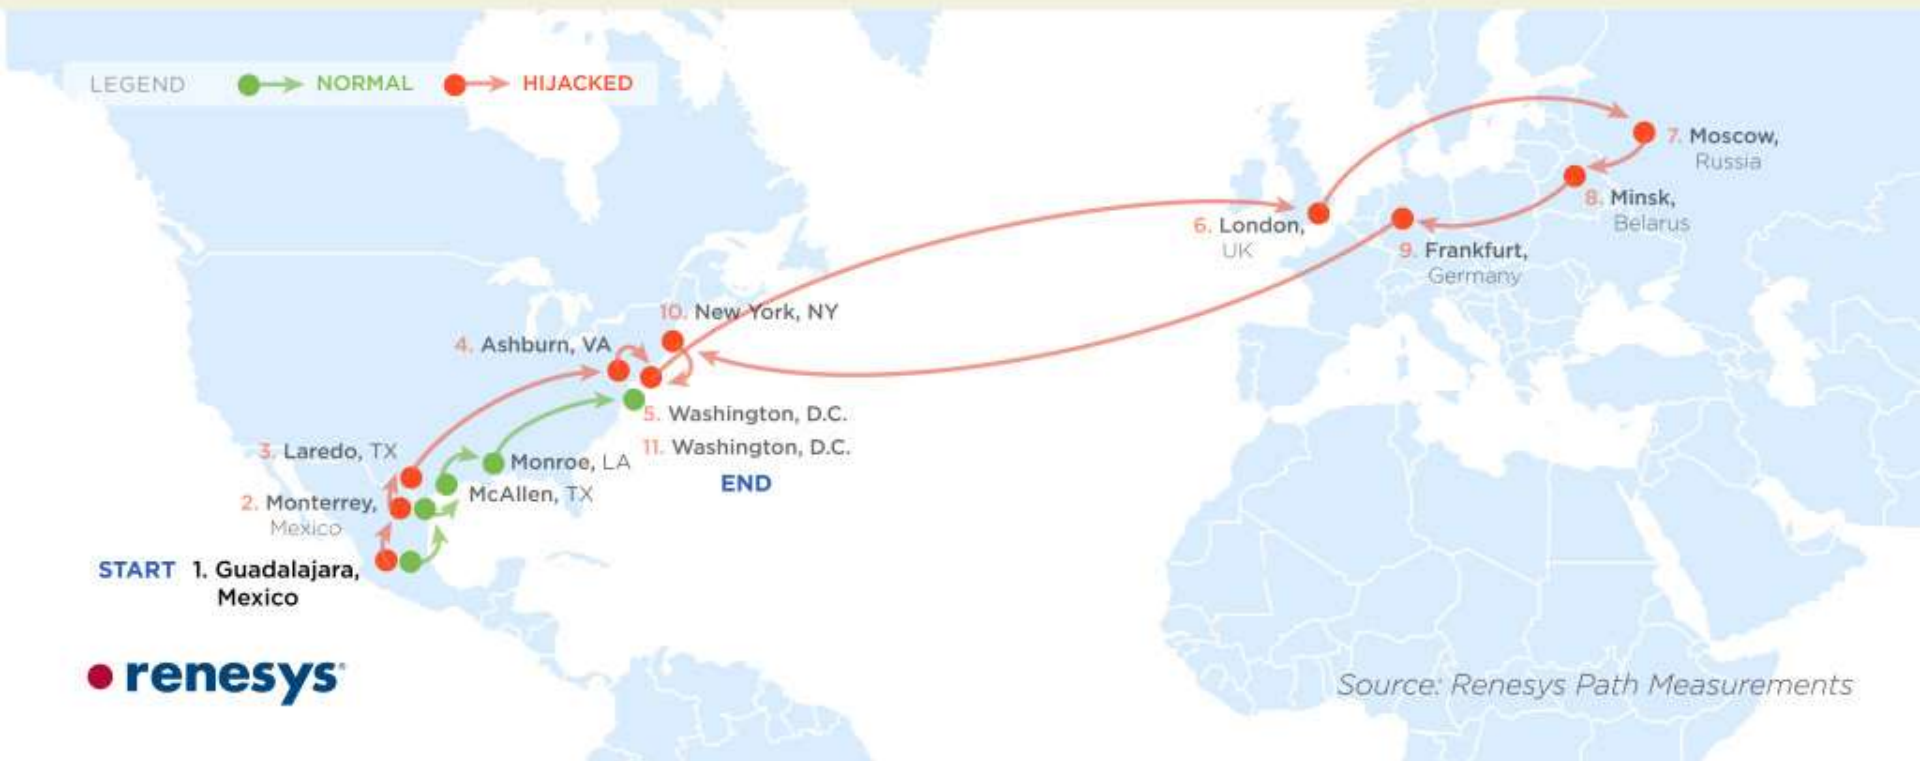 LEGEND NORMAL HIJACKED
7. Moscow,
Russia
8. Minsk,
Belarus
6. London,
UK
9. Frankfurt,
Germany
10. New York, NY
4. Ashburn, VA
5. Washington, D.C.
11. Washington, D.C.
END
3. Laredo, TX
Monroe, LA
McAllen, TX
2. Monterrey,
Mexico
START 1. Guadalajara,
Mexico
renesys
Source: Renesys Path Measurements